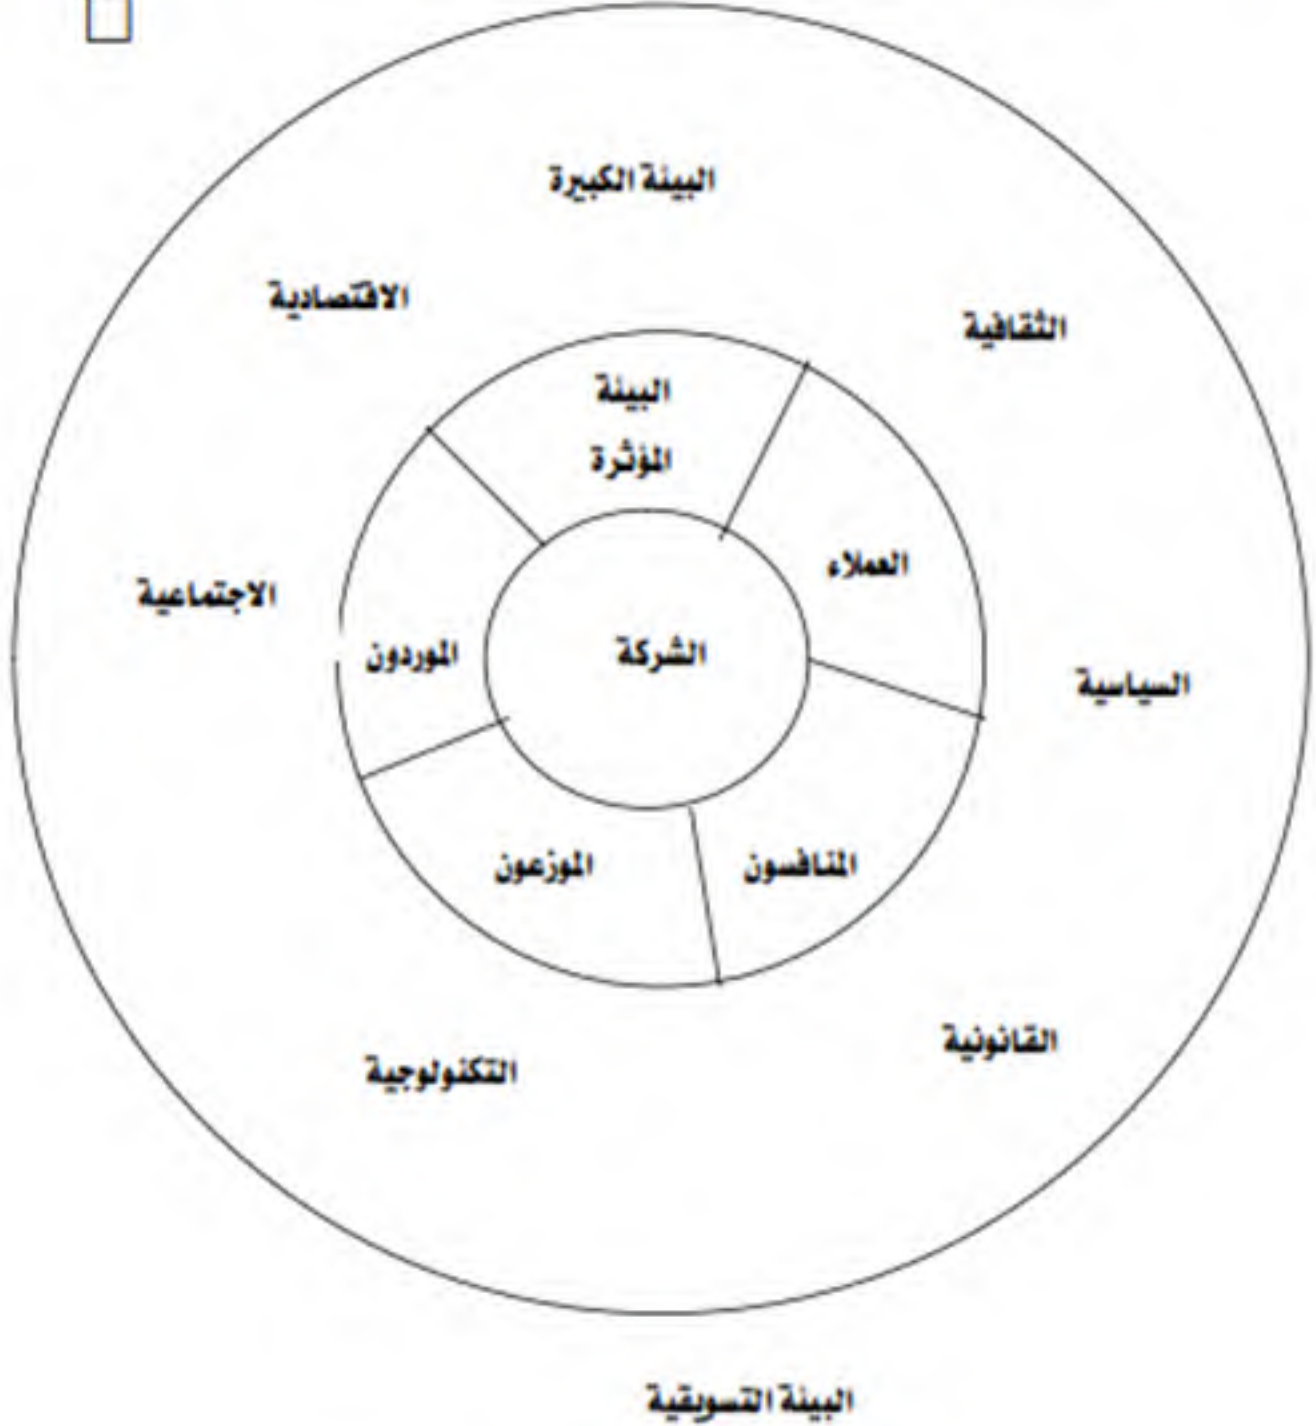 البيئة الكبيرة
الاقتصادية
الثقافية
البيئة
المؤثرة
العملاء
الاجتماعية
الموردون
الشركة
السياسية
الموزعون
المنافسون
القانونية
التكنولوجية
البيئة التسويقية